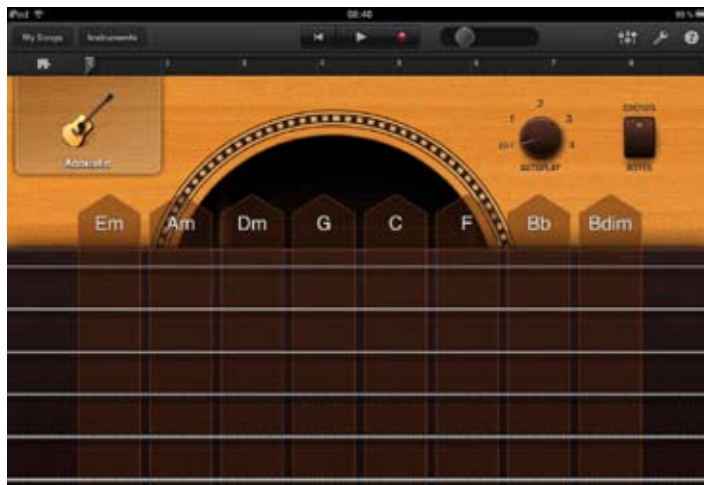 iPod 08:40 99%
My Songs Instruments
1 2 3 4 5 6 7 8
CHORDS
1 2 3 4
OFF
AUTOPLAY
NOTES
Acoustic
Em Am Dm G C F Bb Bdim